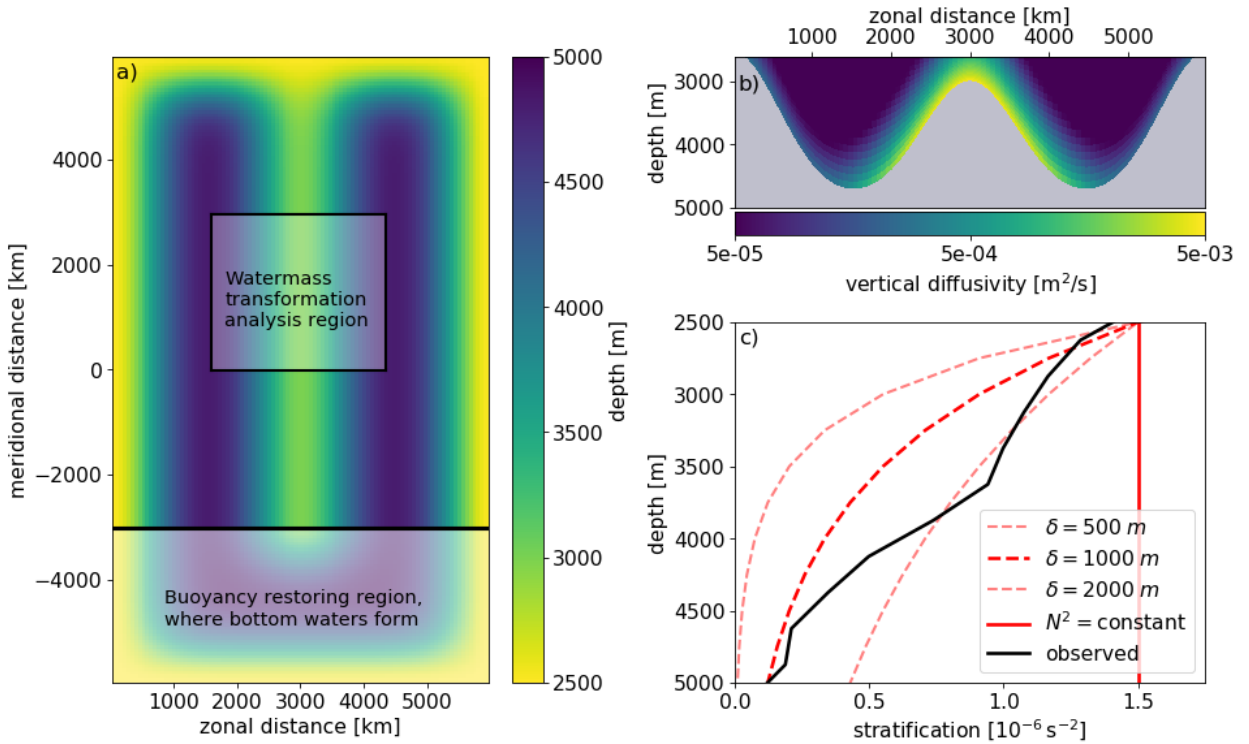 a)
Watermass
transformation
analysis region
Buoyancy restoring region,
where bottom waters form
4000
2000
0
−2000
−4000
meridional distance [km]
1000 2000 3000 4000 5000
zonal distance [km]
5000
4500
4000
3500
3000
2500
depth [m]
zonal distance [km]
1000 2000 3000 4000 5000
b)
3000
4000
5000
depth [m]
5e-05 5e-04 5e-03
vertical diffusivity [m²/s]
c)
2500
3000
3500
4000
4500
5000
depth [m]
δ = 500 m
δ = 1000 m
δ = 2000 m
N² = constant
observed
0.0 0.5 1.0 1.5
stratification [10⁻⁶ s⁻²]